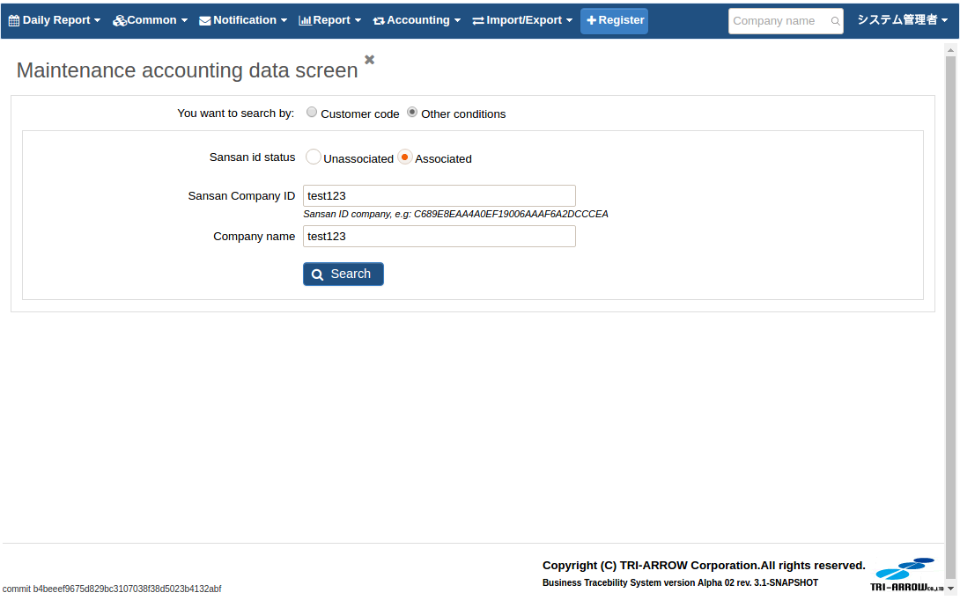 Daily Report Common Notification Report Accounting Import/Export Register Company name システム管理者
Maintenance accounting data screen
You want to search by: Customer code Other conditions
Sansan id status Unassociated Associated
Sansan Company ID test123
Sansan ID company, e.g: C689E8EAA4A0EF19006AAAF6A2DCCCEA
Company name test123
Search
Copyright (C) TRI-ARROW Corporation.All rights reserved.
Business Tracebility System version Alpha 02 rev. 3.1-SNAPSHOT
TRI-ARROW CO.,LTD
commit b4beeef9675d829bc3107038f38d5023b4132abf